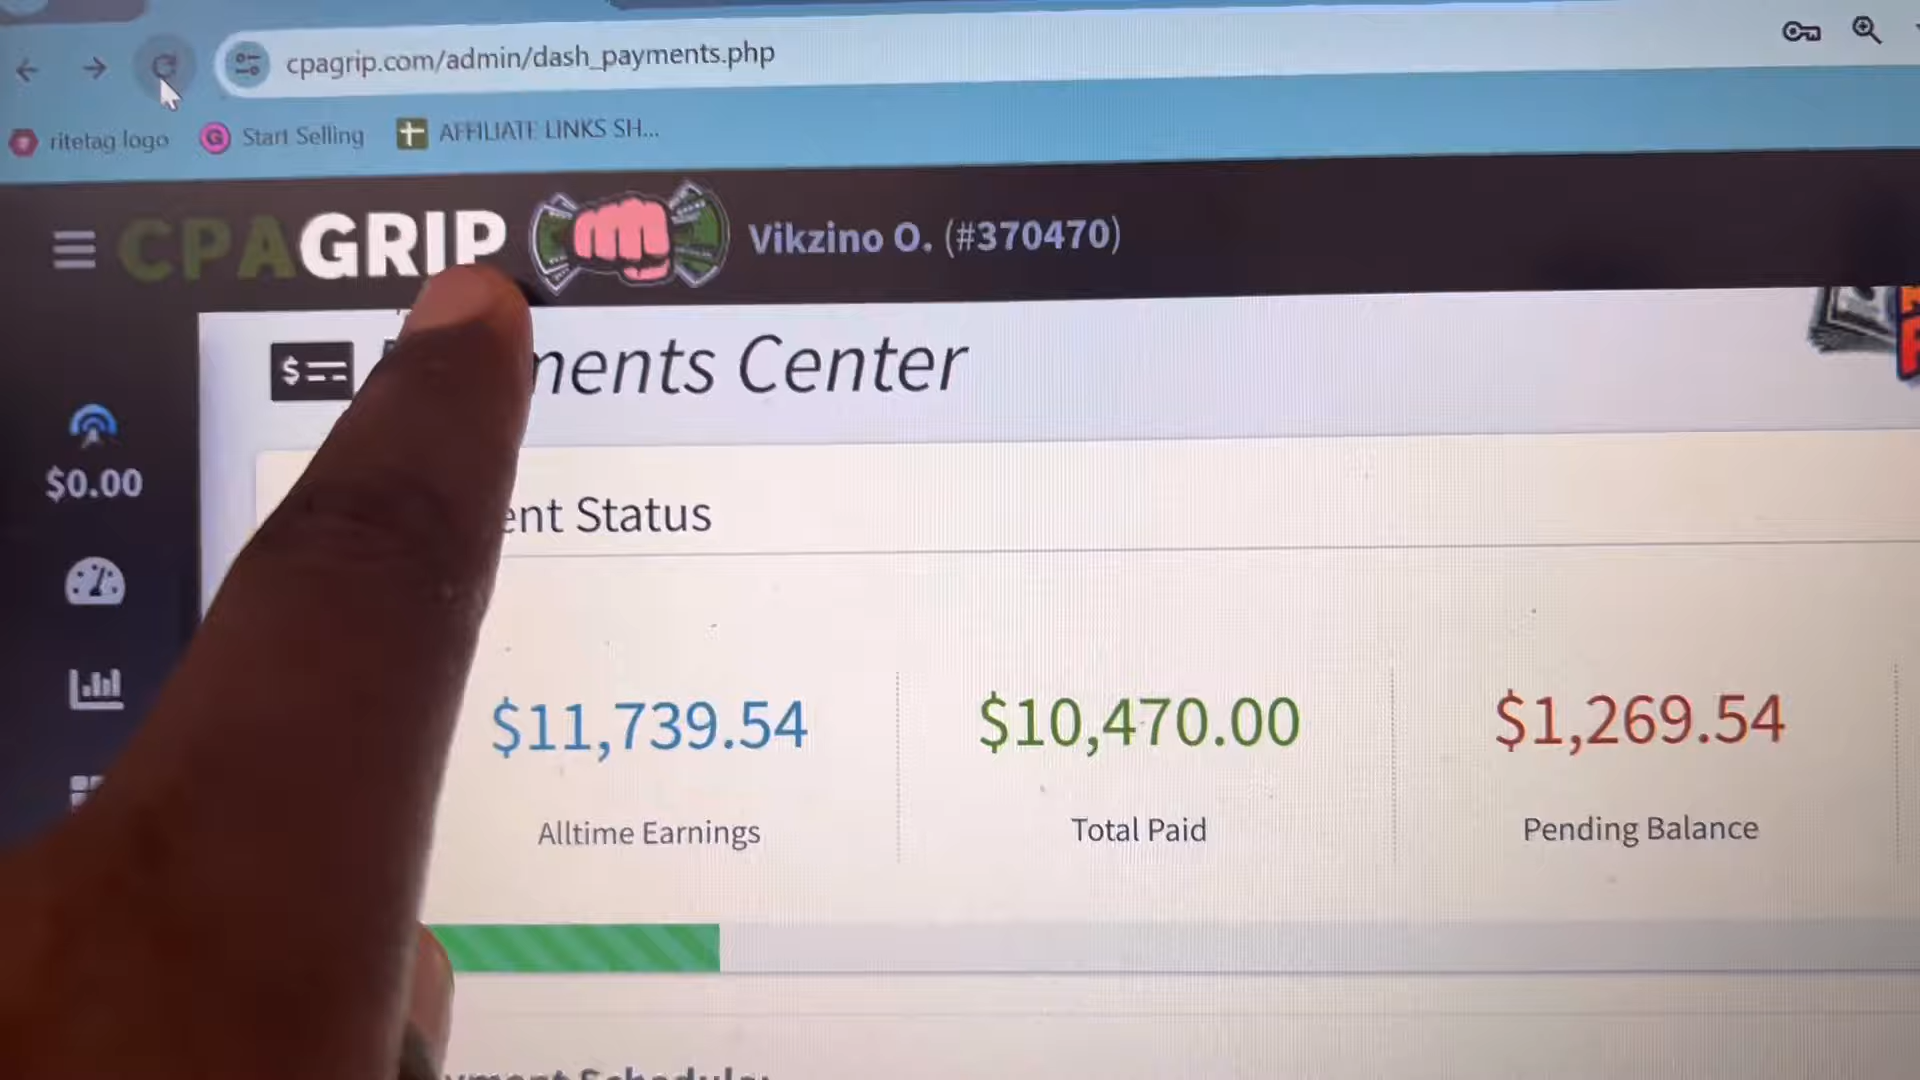 cpagrip.com/admin/dash_payments.php
ritetag logo
Start Selling
AFFILIATE LINKS SH...
CPAGRIP
Vikzino O. (#370470)
ments Center
$0.00
ent Status
$11,739.54
$10,470.00
$1,269.54
Alltime Earnings
Total Paid
Pending Balance